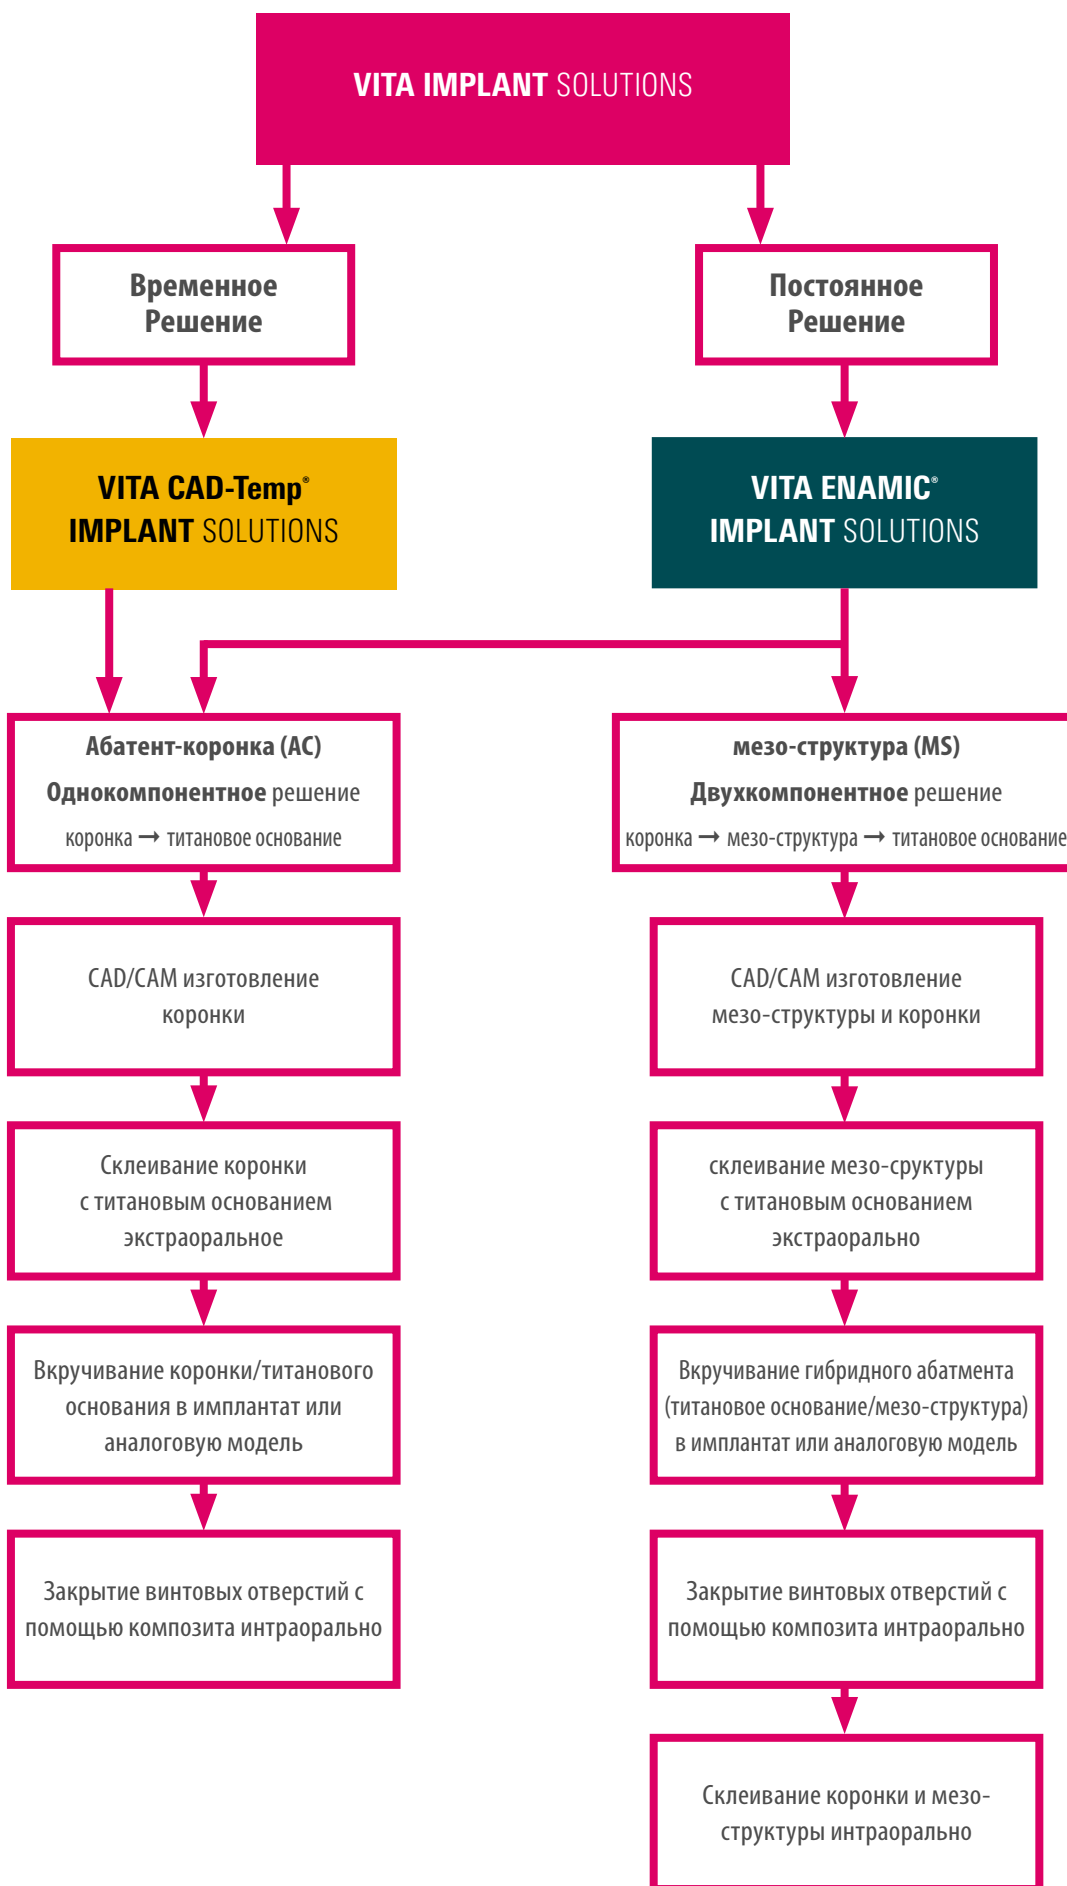 VITA IMPLANT SOLUTIONS
Временное
Решение
Постоянное
Решение
VITA CAD-Temp®
IMPLANT SOLUTIONS
VITA ENAMIC®
IMPLANT SOLUTIONS
Абатент-коронка (AC)
Однокомпонентное решение
коронка → титановое основание
мезо-структура (MS)
Двухкомпонентное решение
коронка → мезо-структура → титановое основание
CAD/CAM изготовление
коронки
CAD/CAM изготовление
мезо-структуры и коронки
Склеивание коронки
с титановым основанием
экстраоральное
склеивание мезо-сруктуры
с титановым основанием
экстраорально
Вкручивание коронки/титанового
основания в имплантат или
аналоговую модель
Вкручивание гибридного абатмента
(титановое основание/мезо-структура)
в имплантат или аналоговую модель
Закрытие винтовых отверстий с
помощью композита интраорально
Закрытие винтовых отверстий с
помощью композита интраорально
Склеивание коронки и мезо-
структуры интраорально